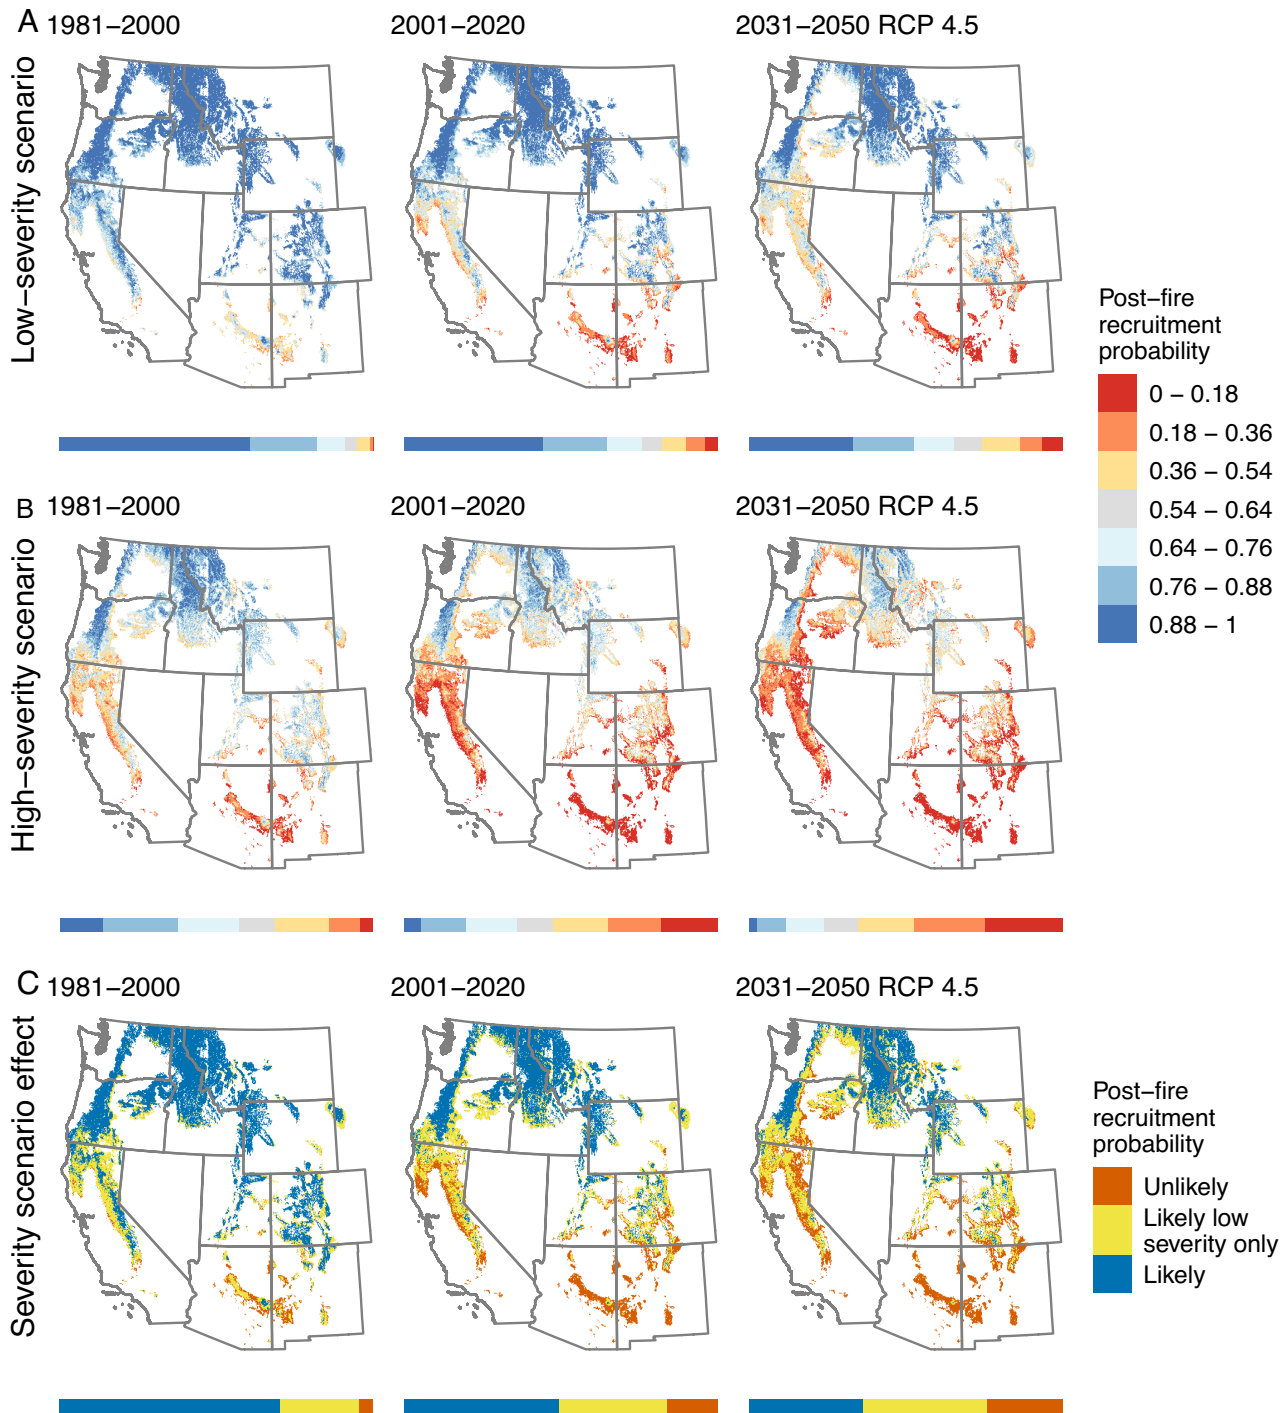 A 1981–2000
2001–2020
2031–2050 RCP 4.5
Low–severity scenario
Post–fire
recruitment
probability
0 – 0.18
0.18 – 0.36
0.36 – 0.54
0.54 – 0.64
0.64 – 0.76
0.76 – 0.88
0.88 – 1
B 1981–2000
2001–2020
2031–2050 RCP 4.5
High–severity scenario
C 1981–2000
2001–2020
2031–2050 RCP 4.5
Severity scenario effect
Post–fire
recruitment
probability
Unlikely
Likely low
severity only
Likely